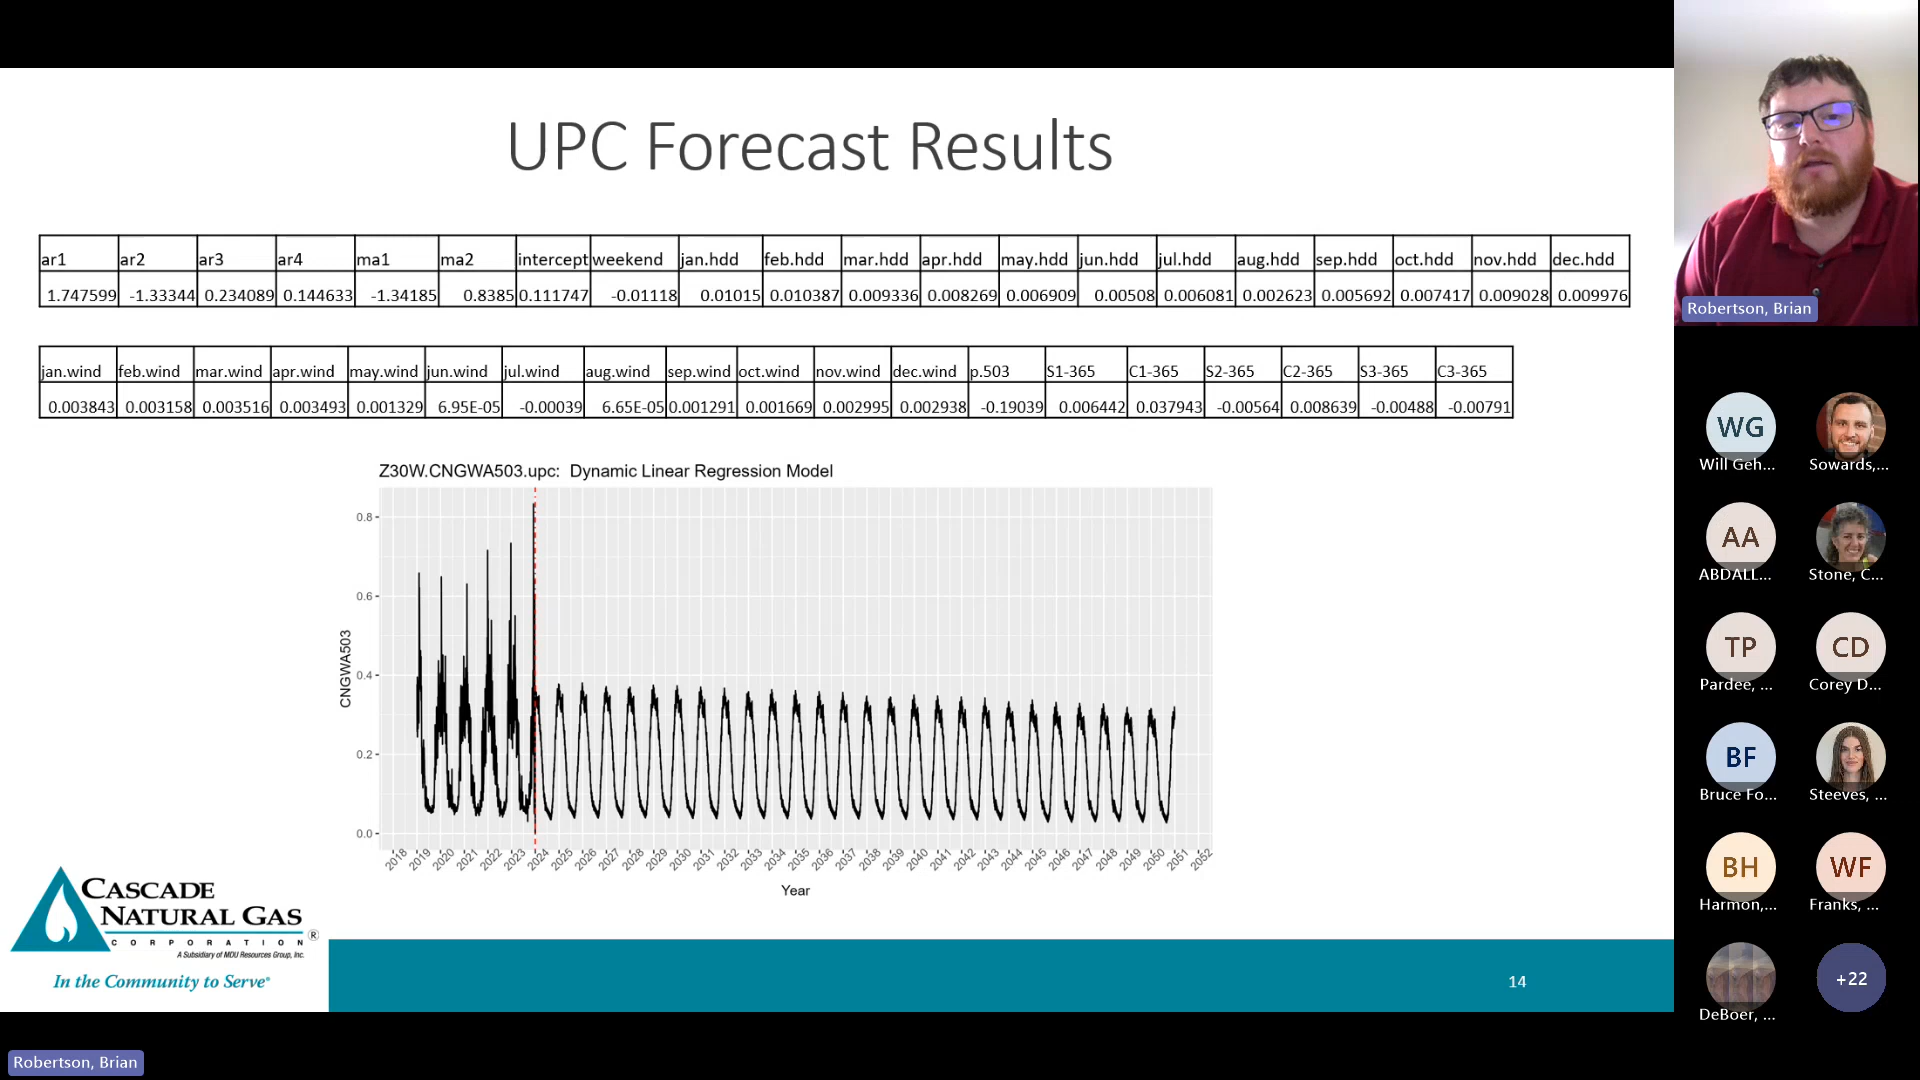 UPC Forecast Results
ar1 ar2 ar3 ar4 ma1 ma2 intercept weekend jan.hdd feb.hdd mar.hdd apr.hdd may.hdd jun.hdd jul.hdd aug.hdd sep.hdd oct.hdd nov.hdd dec.hdd
1.747599 -1.33344 0.234089 0.144633 -1.34185 0.8385 0.111747 -0.01118 0.01015 0.010387 0.009336 0.008269 0.006909 0.00508 0.006081 0.002623 0.005692 0.007417 0.009028 0.009976
jan.wind feb.wind mar.wind apr.wind may.wind jun.wind jul.wind aug.wind sep.wind oct.wind nov.wind dec.wind p.503 S1-365 C1-365 S2-365 C2-365 S3-365 C3-365
0.003843 0.003158 0.003516 0.003493 0.001329 6.95E-05 -0.00039 6.65E-05 0.001291 0.001669 0.002995 0.002938 -0.19039 0.006442 0.037943 -0.00564 0.008639 -0.00488 -0.00791
Z30W.CNGWA503.upc: Dynamic Linear Regression Model
CNGWA503
0.8
0.6
0.4
0.2
0.0
2018 2019 2020 2021 2022 2023 2024 2025 2026 2027 2028 2029 2030 2031 2032 2033 2034 2035 2036 2037 2038 2039 2040 2041 2042 2043 2044 2045 2046 2047 2048 2049 2050 2051 2052
Year
CASCADE
NATURAL GAS
CORPORATION ®
A Subsidiary of MDU Resources Group, Inc.
In the Community to Serve®
14
Robertson, Brian
WG
Will Geh...
Sowards,...
AA
ABDALL...
Stone, C...
TP
Pardee, ...
CD
Corey D...
BF
Bruce Fo...
Steeves, ...
BH
Harmon,...
WF
Franks, ...
DeBoer, ...
+22
Robertson, Brian